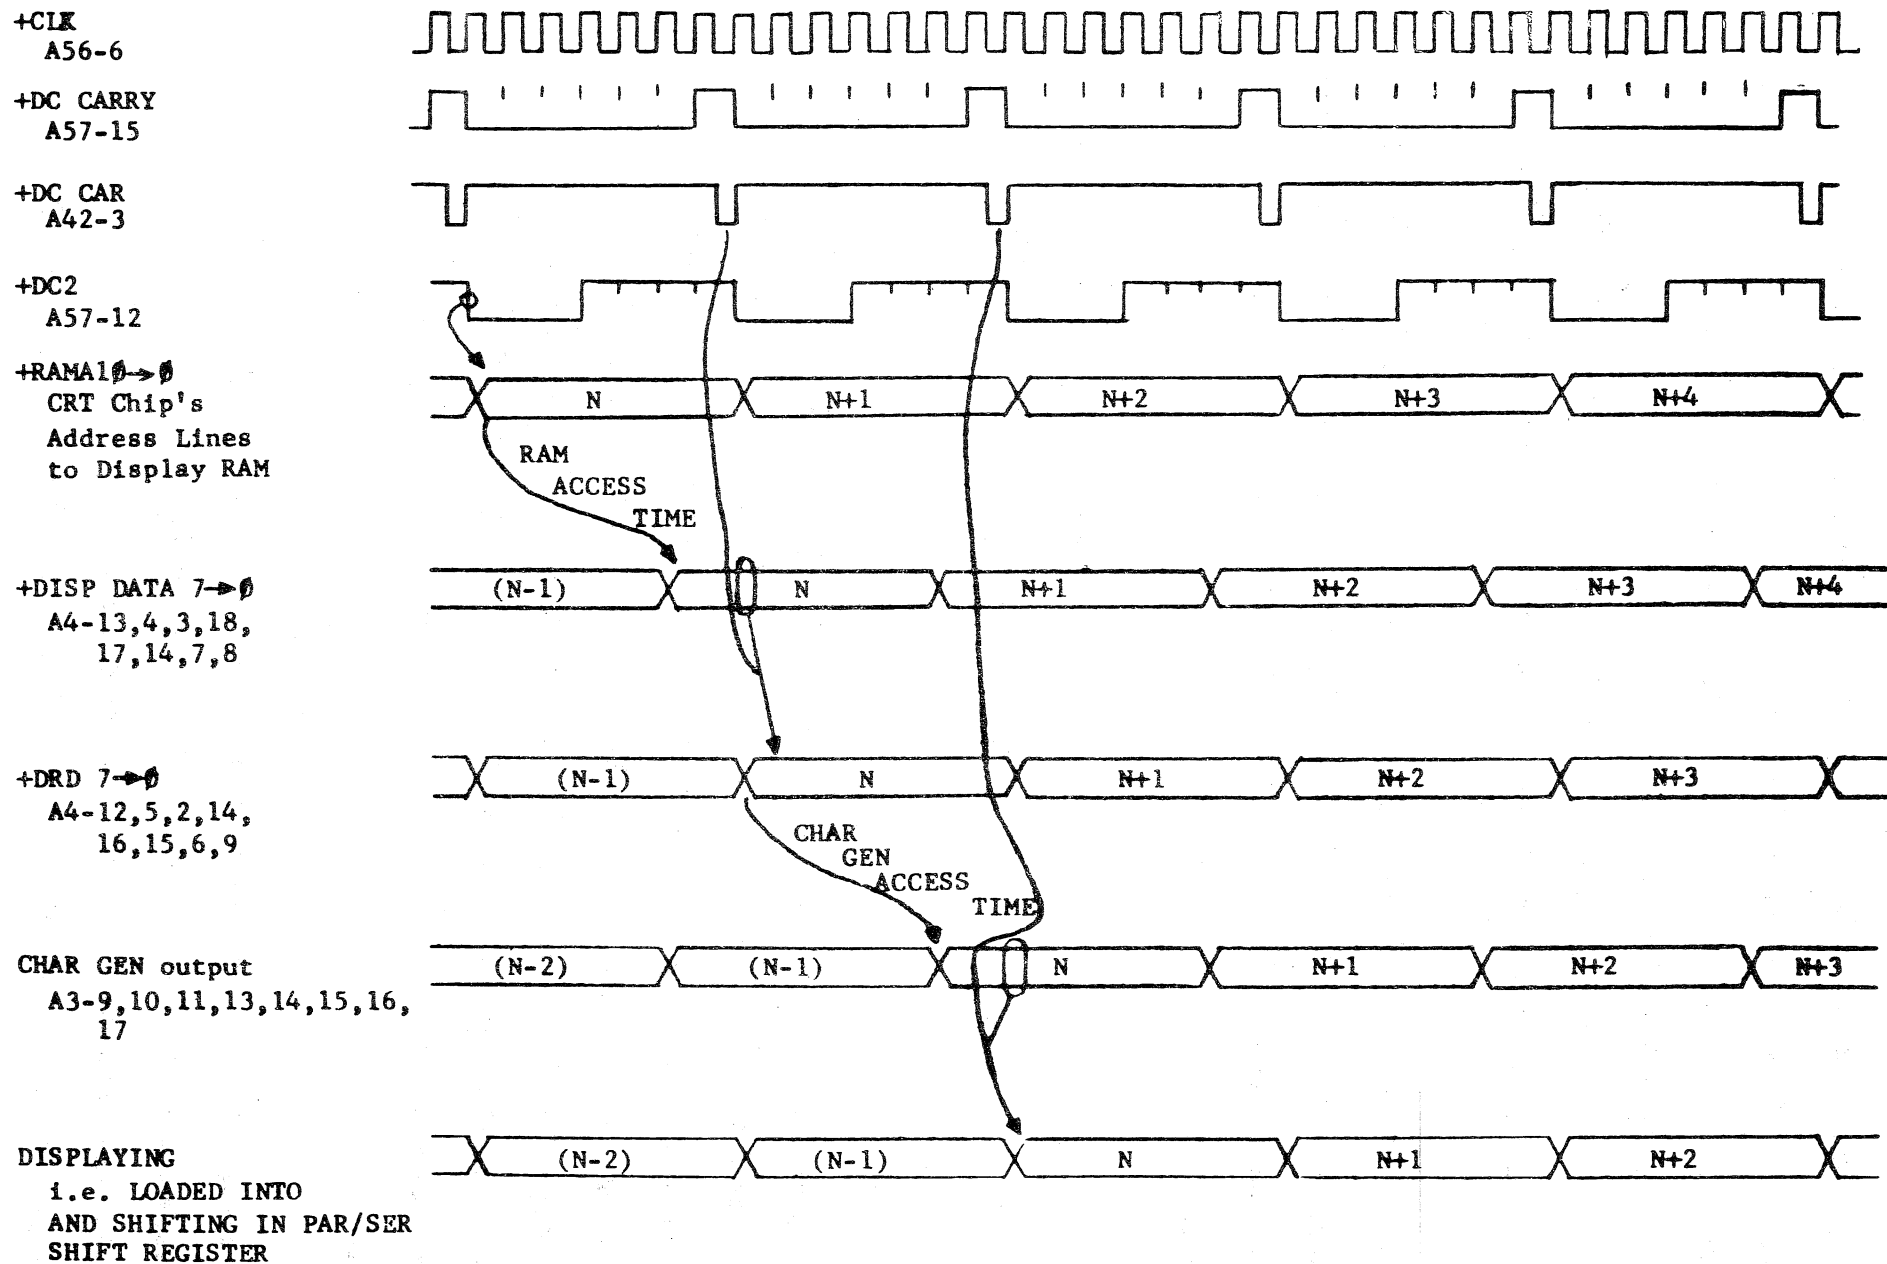 +CLK
A56-6
+DC CARRY
A57-15
+DC CAR
A42-3
+DC2
A57-12
+RAMA10→0
CRT Chip's
Address Lines
to Display RAM
N N+1 N+2 N+3 N+4
RAM
ACCESS
TIME
+DISP DATA 7→0
A4-13,4,3,18,
17,14,7,8
(N-1) N N+1 N+2 N+3 N+4
+DRD 7→0
A4-12,5,2,14,
16,15,6,9
(N-1) N N+1 N+2 N+3
CHAR
GEN
ACCESS
TIME
CHAR GEN output
A3-9,10,11,13,14,15,16,
17
(N-2) (N-1) N N+1 N+2 N+3
DISPLAYING
i.e. LOADED INTO
AND SHIFTING IN PAR/SER
SHIFT REGISTER
(N-2) (N-1) N N+1 N+2